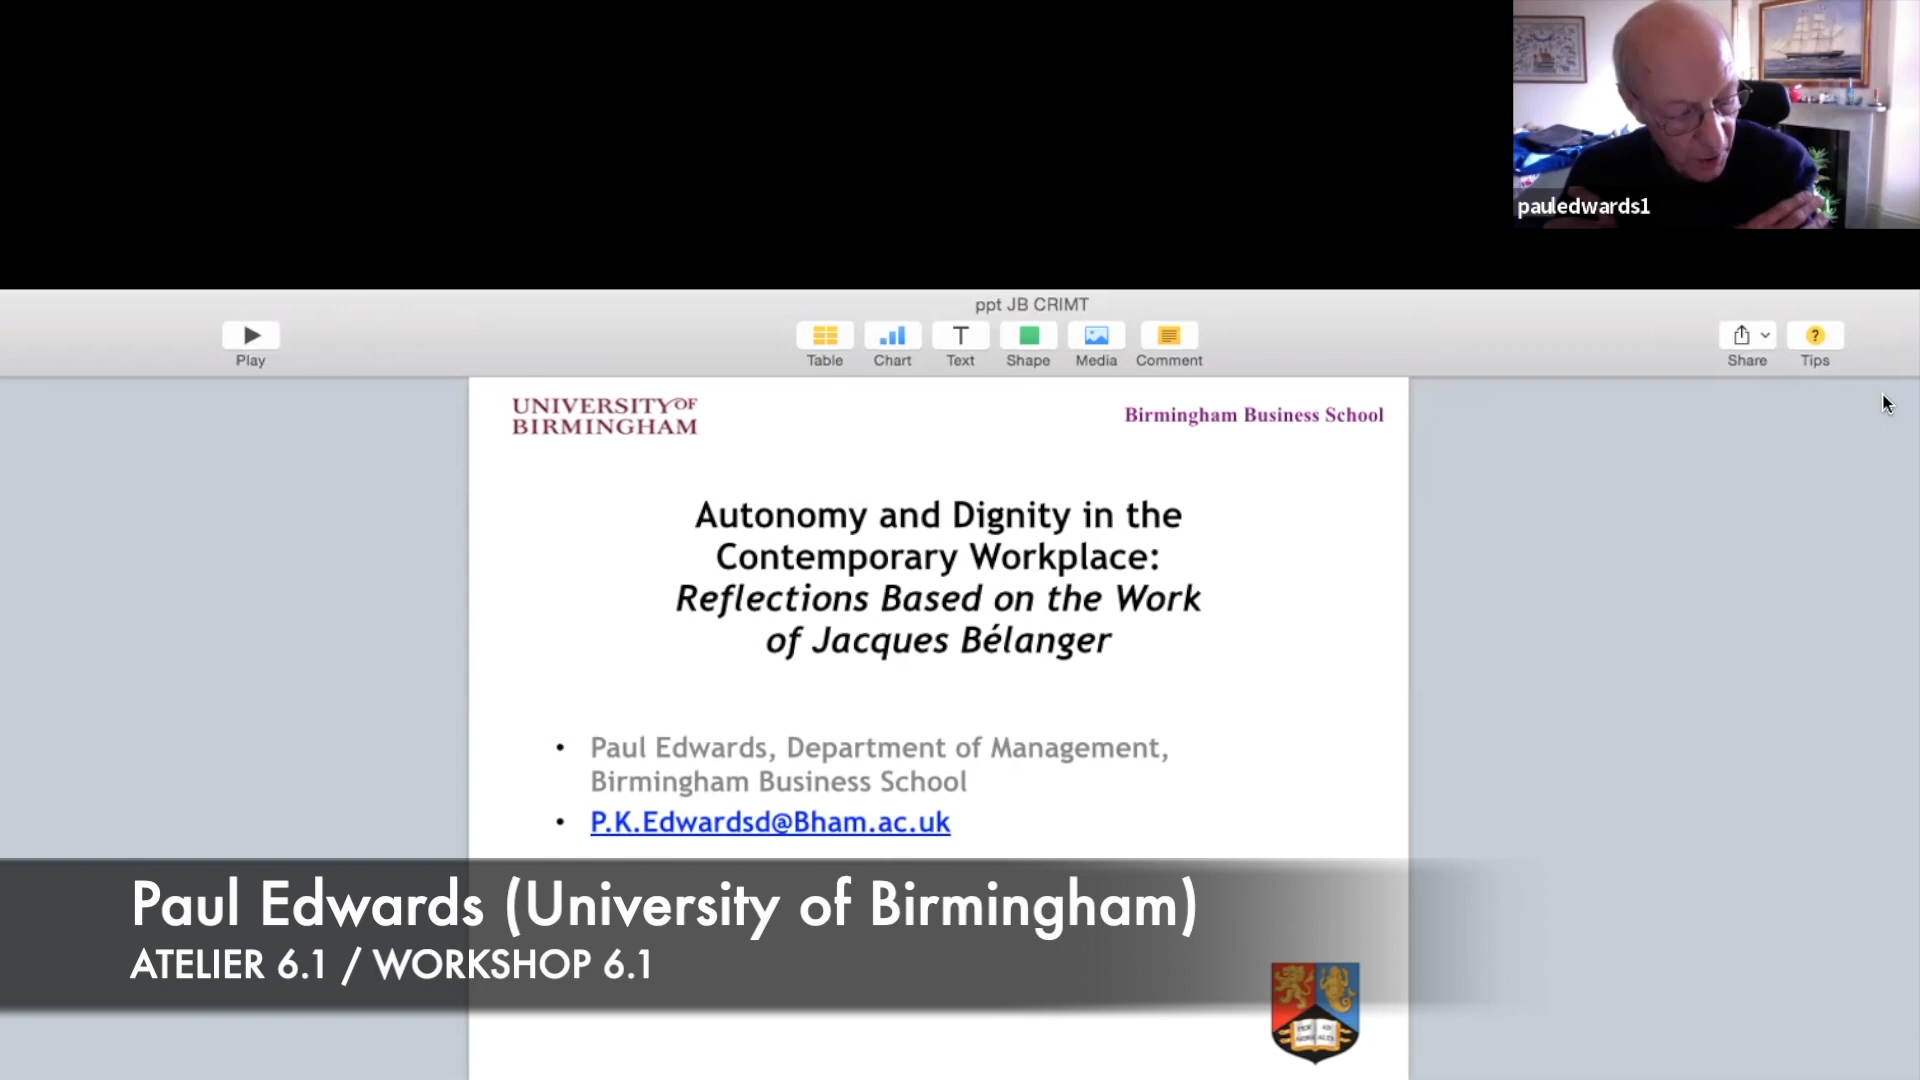 pauledwards1
ppt JB CRIMT
Play
Table
Chart
Text
Shape
Media
Comment
Share
Tips
UNIVERSITY OF
BIRMINGHAM
Birmingham Business School
Autonomy and Dignity in the
Contemporary Workplace:
Reflections Based on the Work
of Jacques Bélanger
• Paul Edwards, Department of Management,
Birmingham Business School
• P.K.Edwardsd@Bham.ac.uk
Paul Edwards (University of Birmingham)
ATELIER 6.1 / WORKSHOP 6.1